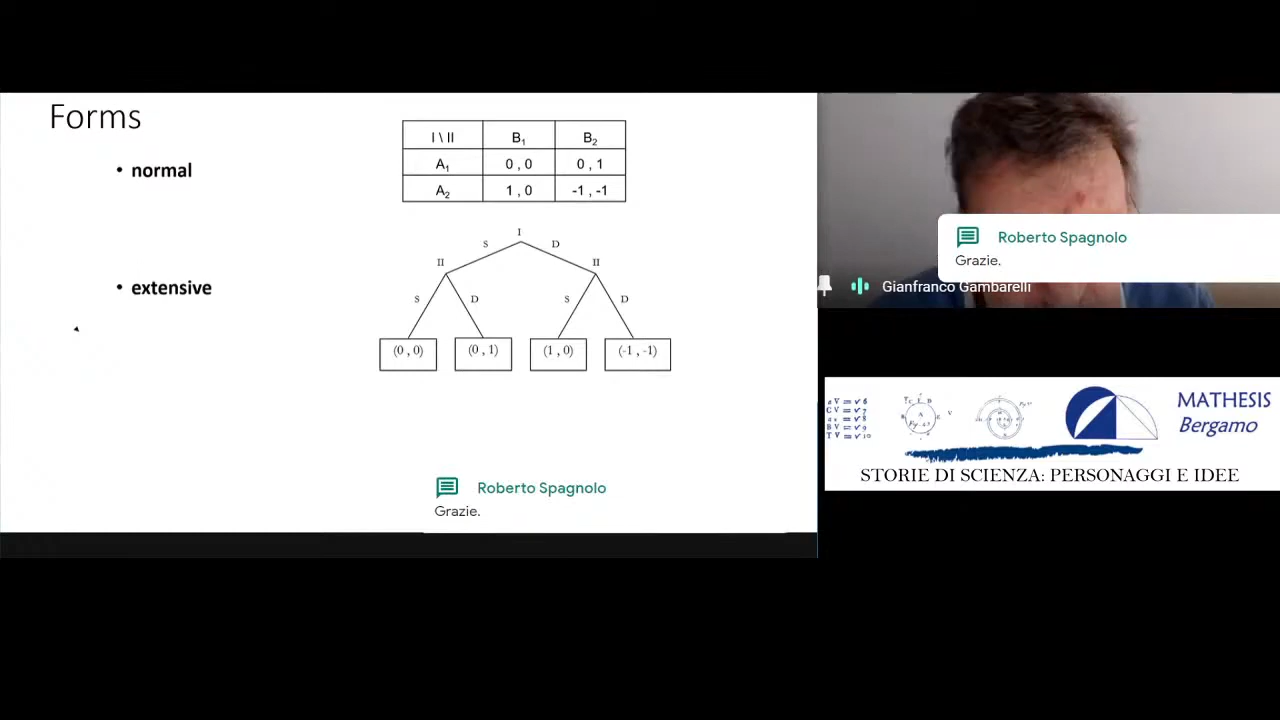 Forms
• normal
I \ II B₁ B₂
A₁ 0 , 0 0 , 1
A₂ 1 , 0 -1 , -1
• extensive
I
S D
II II
S D S D
(0 , 0) (0 , 1) (1 , 0) (-1 , -1)
Roberto Spagnolo
Grazie.
Roberto Spagnolo
Grazie.
Gianfranco Gambarelli
MATHESIS
Bergamo
STORIE DI SCIENZA: PERSONAGGI E IDEE